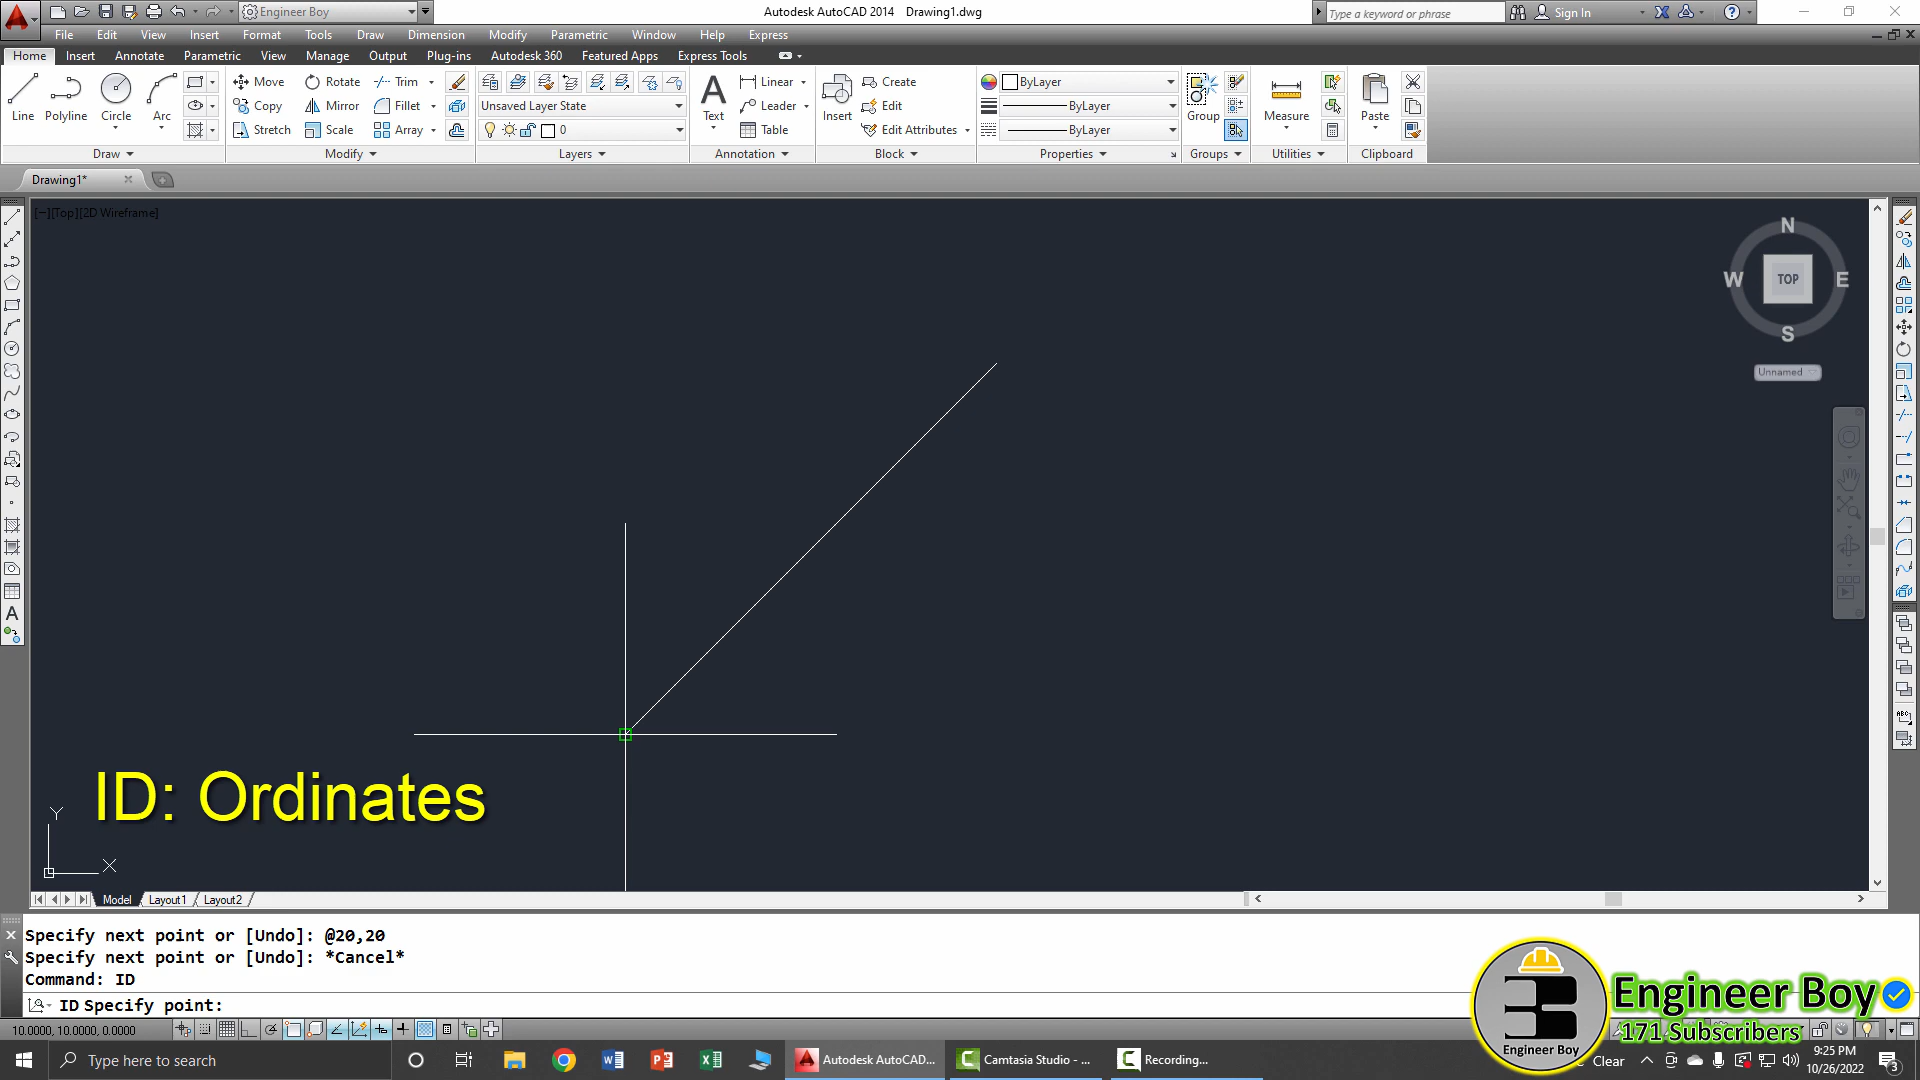 Engineer Boy
Autodesk AutoCAD 2014 Drawing1.dwg
Type a keyword or phrase
Sign In
File Edit View Insert Format Tools Draw Dimension Modify Parametric Window Help Express
Home Insert Annotate Parametric View Manage Output Plug-ins Autodesk 360 Featured Apps Express Tools
Line Polyline Circle Arc
Move Rotate Trim
Copy Mirror Fillet
Stretch Scale Array
Unsaved Layer State
0
Text
Linear
Leader
Table
Insert
Create
Edit
Edit Attributes
ByLayer
ByLayer
ByLayer
Group
Measure
Paste
Draw Modify Layers Annotation Block Properties Groups Utilities Clipboard
Drawing1*
[−][Top][2D Wireframe]
N
W TOP E
S
Unnamed
ID: Ordinates
Y
X
Model Layout1 Layout2
Specify next point or [Undo]: @20,20
Specify next point or [Undo]: *Cancel*
Command: ID
ID Specify point:
10.0000, 10.0000, 0.0000
Engineer Boy
171 Subscribers
Engineer Boy
Type here to search
Autodesk AutoCAD...
Camtasia Studio - ...
Recording...
Clear
9:25 PM
10/26/2022
3